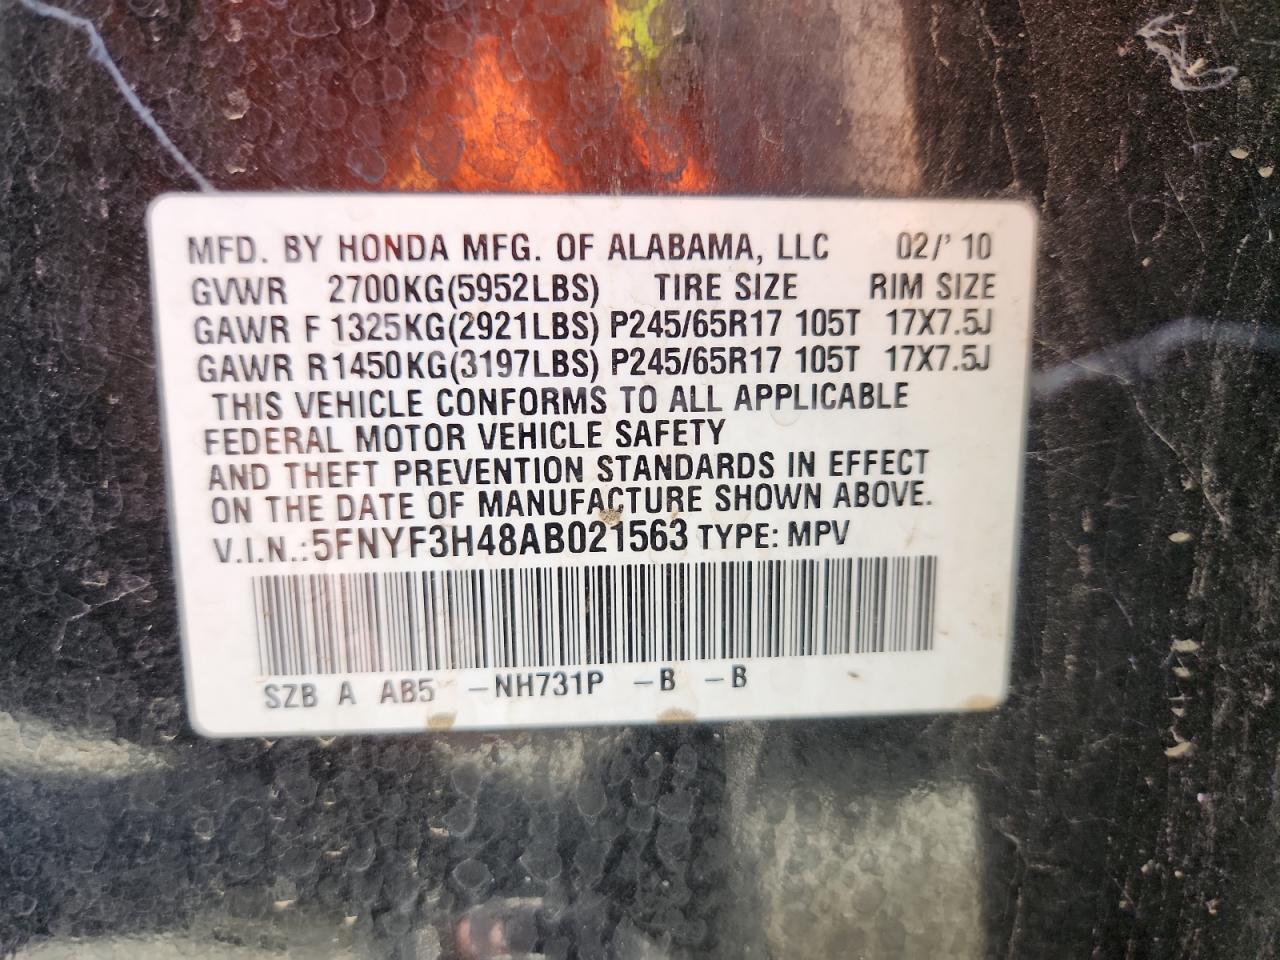 MFD. BY HONDA MFG. OF ALABAMA, LLC 02/' 10
GVWR 2700KG(5952LBS) TIRE SIZE RIM SIZE
GAWR F 1325KG(2921LBS) P245/65R17 105T 17X7.5J
GAWR R1450KG(3197LBS) P245/65R17 105T 17X7.5J
THIS VEHICLE CONFORMS TO ALL APPLICABLE
FEDERAL MOTOR VEHICLE SAFETY
AND THEFT PREVENTION STANDARDS IN EFFECT
ON THE DATE OF MANUFACTURE SHOWN ABOVE.
V.I.N.:5FNYF3H48AB021563 TYPE: MPV
SZB A AB5 -NH731P -B -B